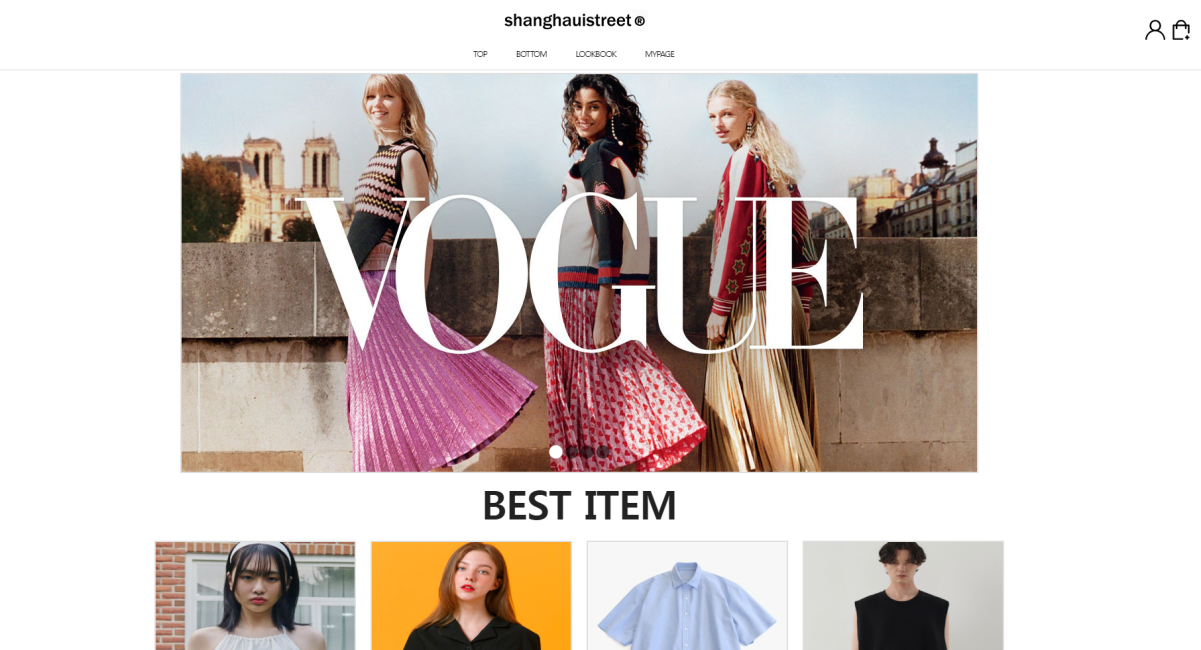 shanghauistreet ®
TOP BOTTOM LOOKBOOK MYPAGE
VOGUE
BEST ITEM